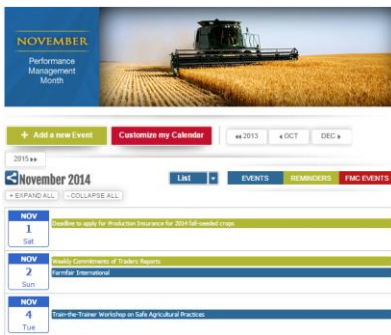 NOVEMBER
Performance
Management
Month
+ Add a new Event
Customize my Calendar
◂◂ 2013
◂ OCT
DEC ▸
2015 ▸▸
November 2014
List
EVENTS
REMINDERS
FMC EVENTS
+ EXPAND ALL
- COLLAPSE ALL
NOV
1
Sat
Deadline to apply for Production Insurance for 2014 fall-seeded crops
NOV
2
Sun
Weekly Commitments of Traders Reports
Farmfair International
NOV
4
Tue
Train-the-Trainer Workshop on Safe Agricultural Practices